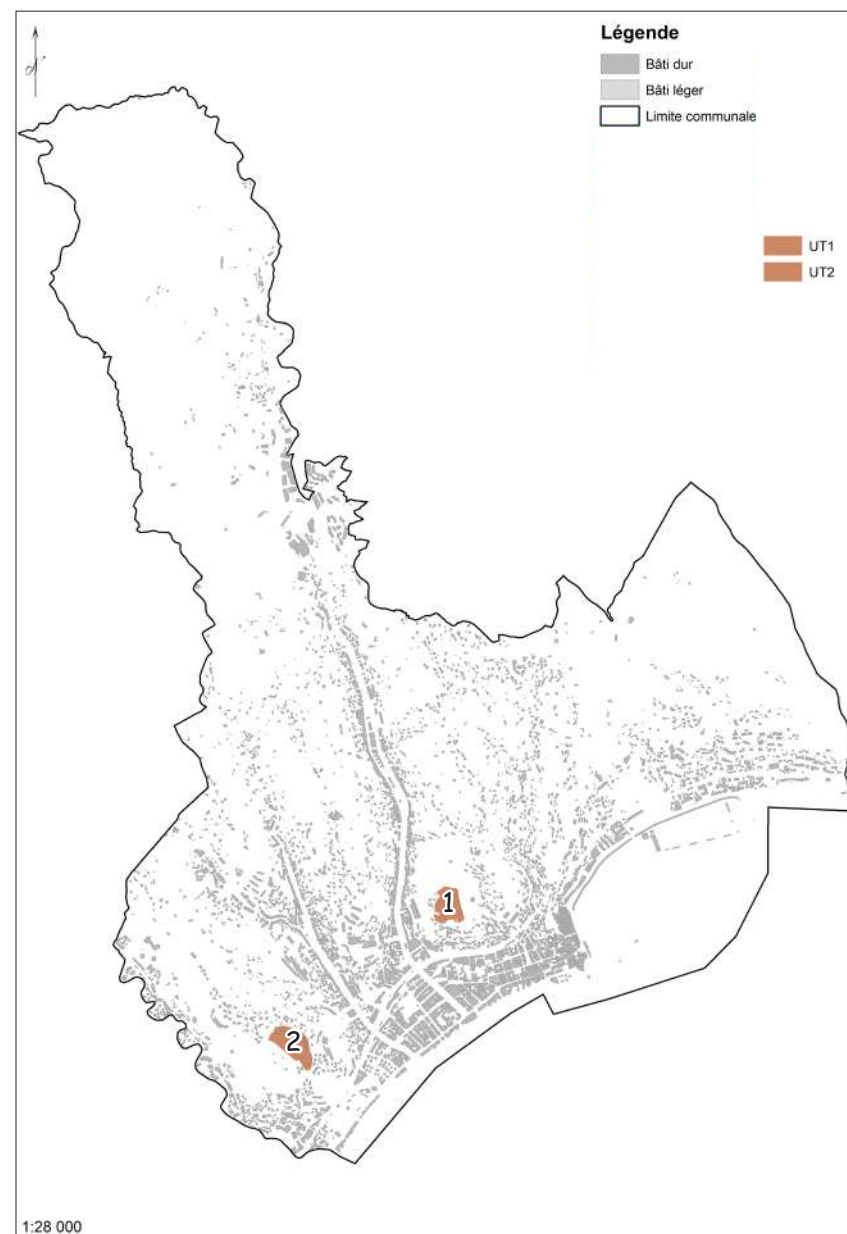 Légende
Bâti dur
Bâti léger
Limite communale
UT1
UT2
1
2
1:28 000